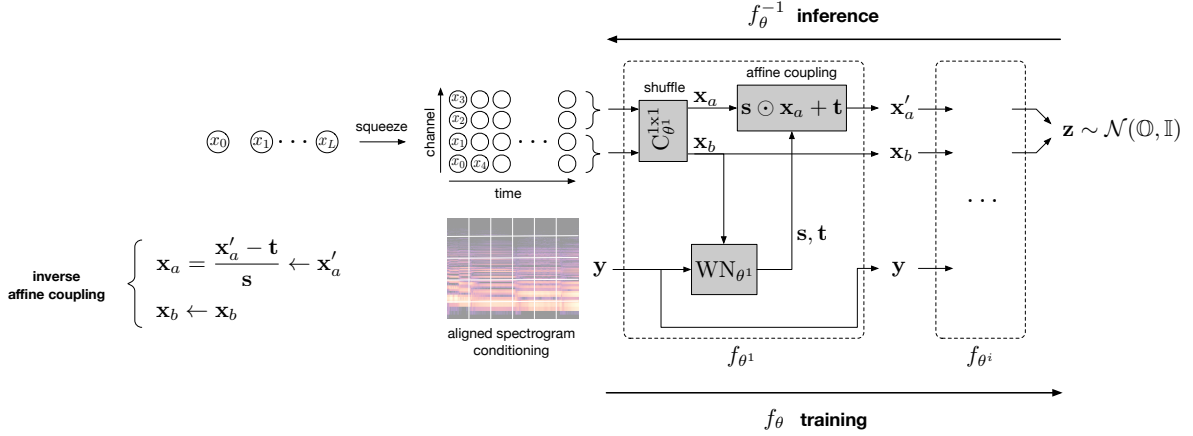 f_θ^{-1} inference
affine coupling
shuffle
x_3
x_2
x_1
x_0 x_4
channel
time
squeeze
x_0 x_1 ··· x_L
···
C_{θ^1}^{1x1}
x_a
x_b
s ⊙ x_a + t
x'_a
x_b
z ∼ 𝒩(𝕆, 𝕀)
···
s, t
y
WN_{θ^1}
y
inverse
affine coupling
x_a = \frac{x'_a − t}{s} ← x'_a
x_b ← x_b
aligned spectrogram
conditioning
f_{θ^1}
f_{θ^i}
f_θ training